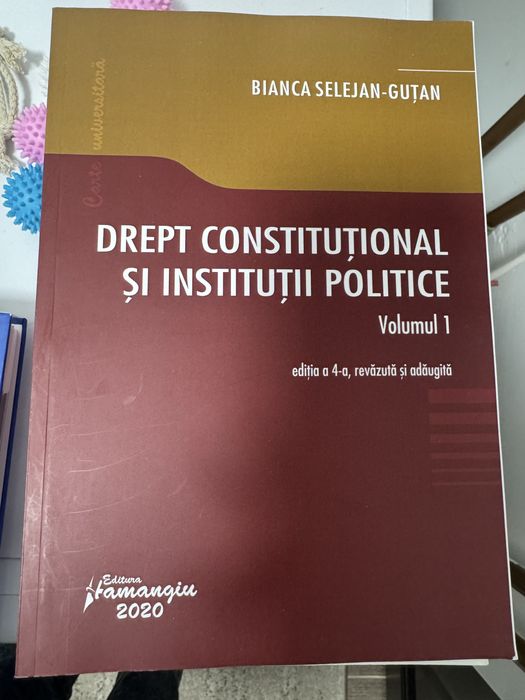 Carte universitară
BIANCA SELEJAN-GUȚAN
DREPT CONSTITUȚIONAL
ȘI INSTITUȚII POLITICE
Volumul 1
ediția a 4-a, revăzută și adăugită
Editura
Hamangiu
2020